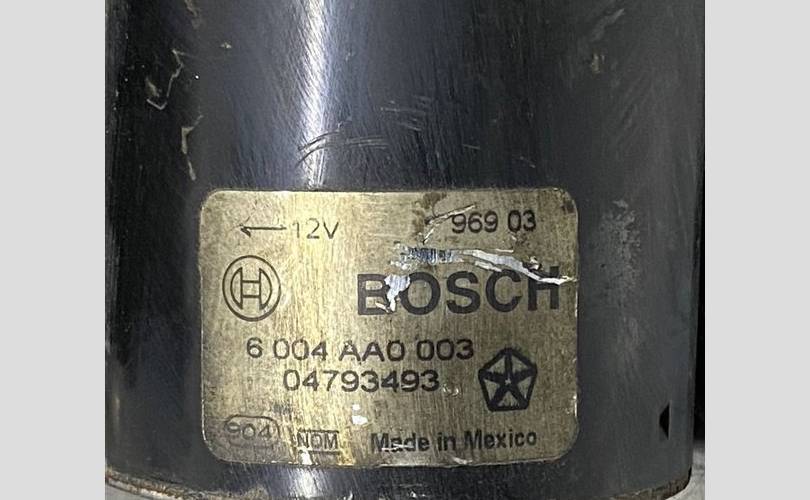 12V 969 03
BOSCH
6 004 AA0 003
04793493
904 NOM Made in Mexico